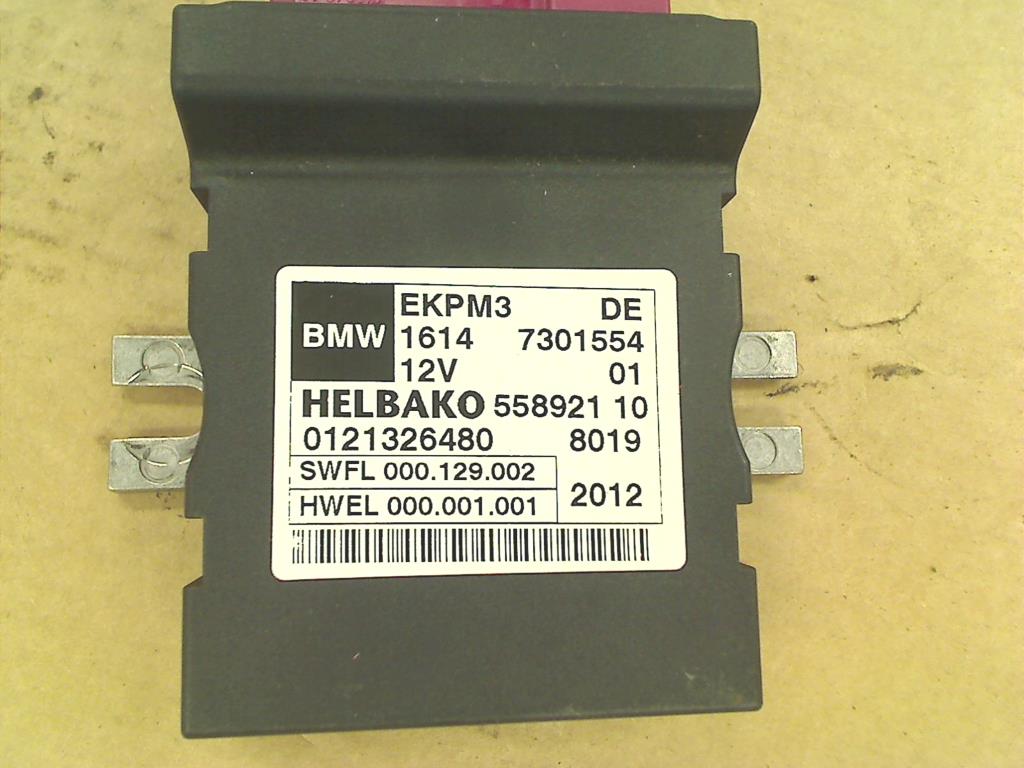 EKPM3 DE
BMW 1614 7301554
12V 01
HELBAKO 558921 10
0121326480 8019
SWFL 000.129.002
2012
HWEL 000.001.001